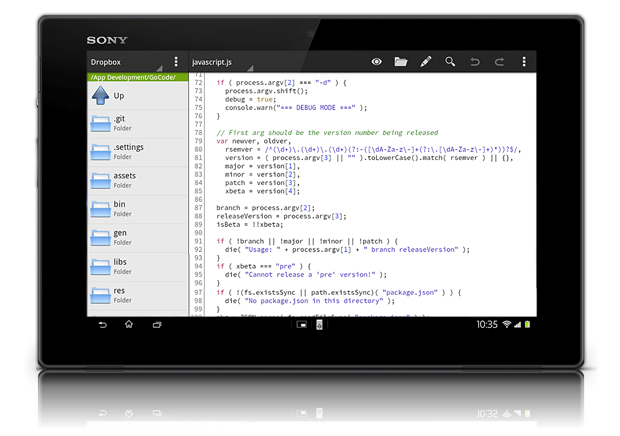 SONY
Dropbox
javascript.js
/App Development/GoCode/
Up
.git
Folder
.settings
Folder
assets
Folder
bin
Folder
gen
Folder
libs
Folder
res
Folder
71
72 if ( process.argv[2] === "-d" ) {
73 process.argv.shift();
74 debug = true;
75 console.warn("=== DEBUG MODE ===" );
76 }
77
78 // First arg should be the version number being released
79 var newver, oldver,
80 rsemver = /^(\d+)\.(\d+)\.(\d+)(?:-([\dA-Za-z\-]+(?:\.[\dA-Za-z\-]+)*))?$/,
81 version = ( process.argv[3] || "" ).toLowerCase().match( rsemver ) || {},
82 major = version[1],
83 minor = version[2],
84 patch = version[3],
85 xbeta = version[4];
86
87 branch = process.argv[2];
88 releaseVersion = process.argv[3];
89 isBeta = !!xbeta;
90
91 if ( !branch || !major || !minor || !patch ) {
92 die( "Usage: " + process.argv[1] + " branch releaseVersion" );
93 }
94 if ( xbeta === "pre" ) {
95 die( "Cannot release a 'pre' version!" );
96 }
97 if ( !(fs.existsSync || path.existsSync)( "package.json" ) ) {
98 die( "No package.json in this directory" );
99 }
10:35